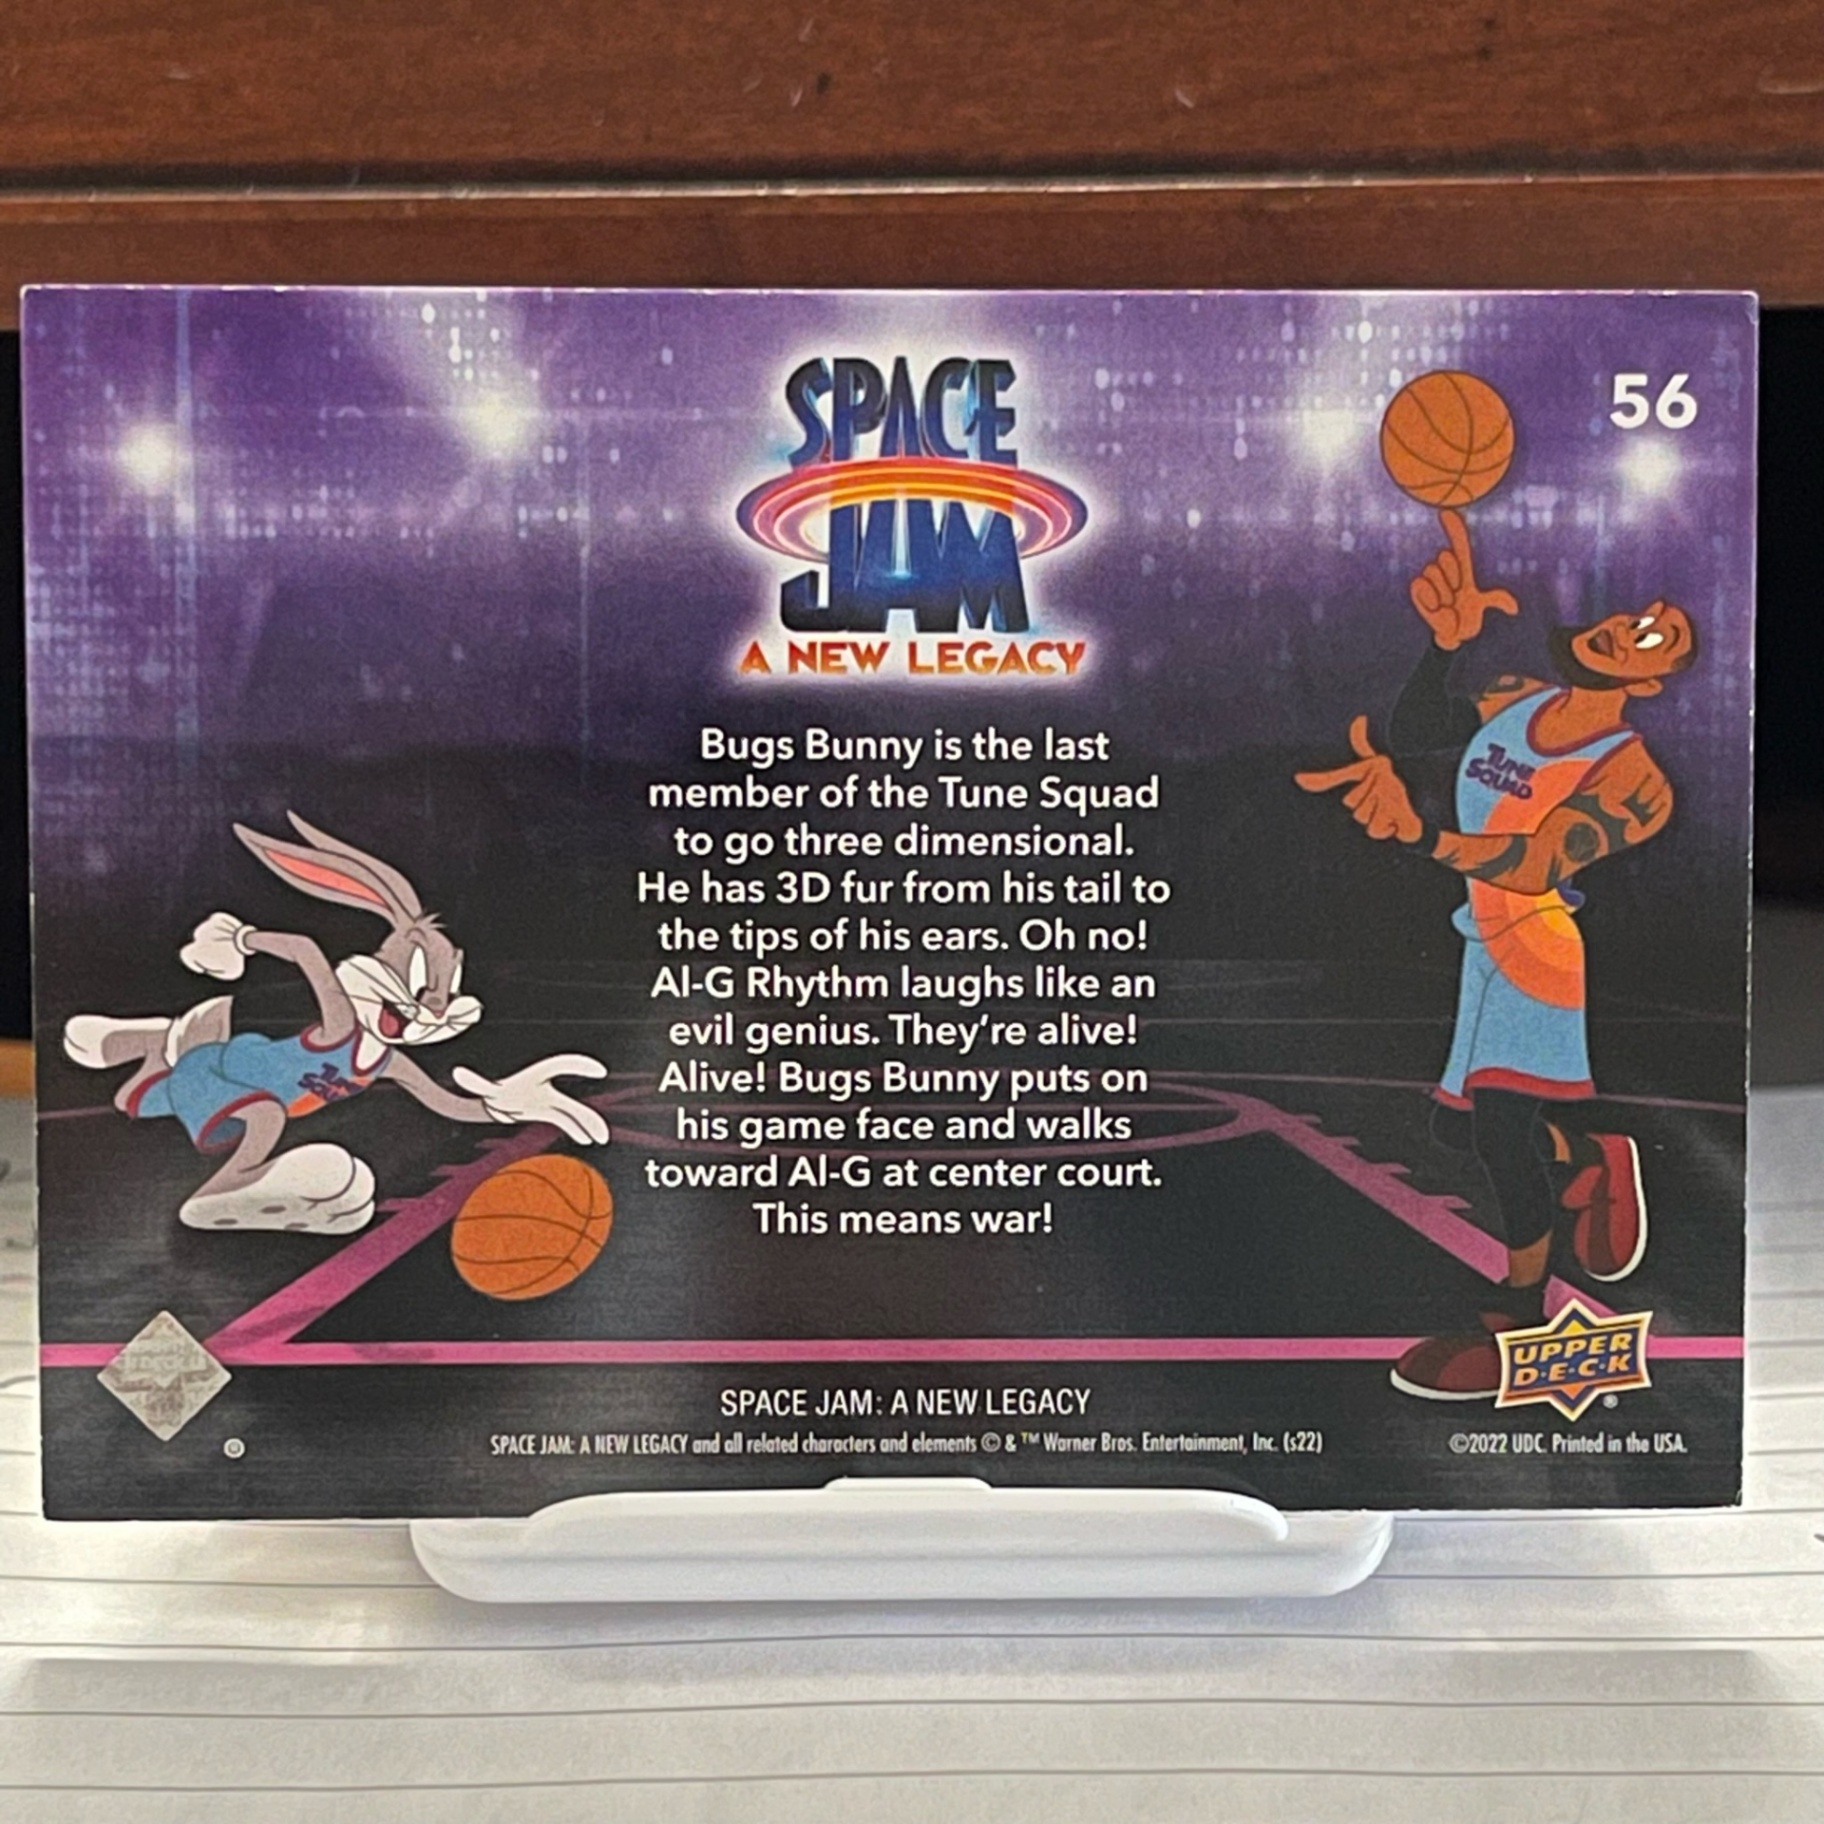 SPACE
JAM
A NEW LEGACY
56
TUNE
SQUAD
Bugs Bunny is the last
member of the Tune Squad
to go three dimensional.
He has 3D fur from his tail to
the tips of his ears. Oh no!
Al-G Rhythm laughs like an
evil genius. They're alive!
Alive! Bugs Bunny puts on
his game face and walks
toward Al-G at center court.
This means war!
UPPER
D·E·C·K
®
SPACE JAM: A NEW LEGACY
SPACE JAM: A NEW LEGACY and all related characters and elements © & ™ Warner Bros. Entertainment, Inc. (s22)
©2022 UDC. Printed in the USA.